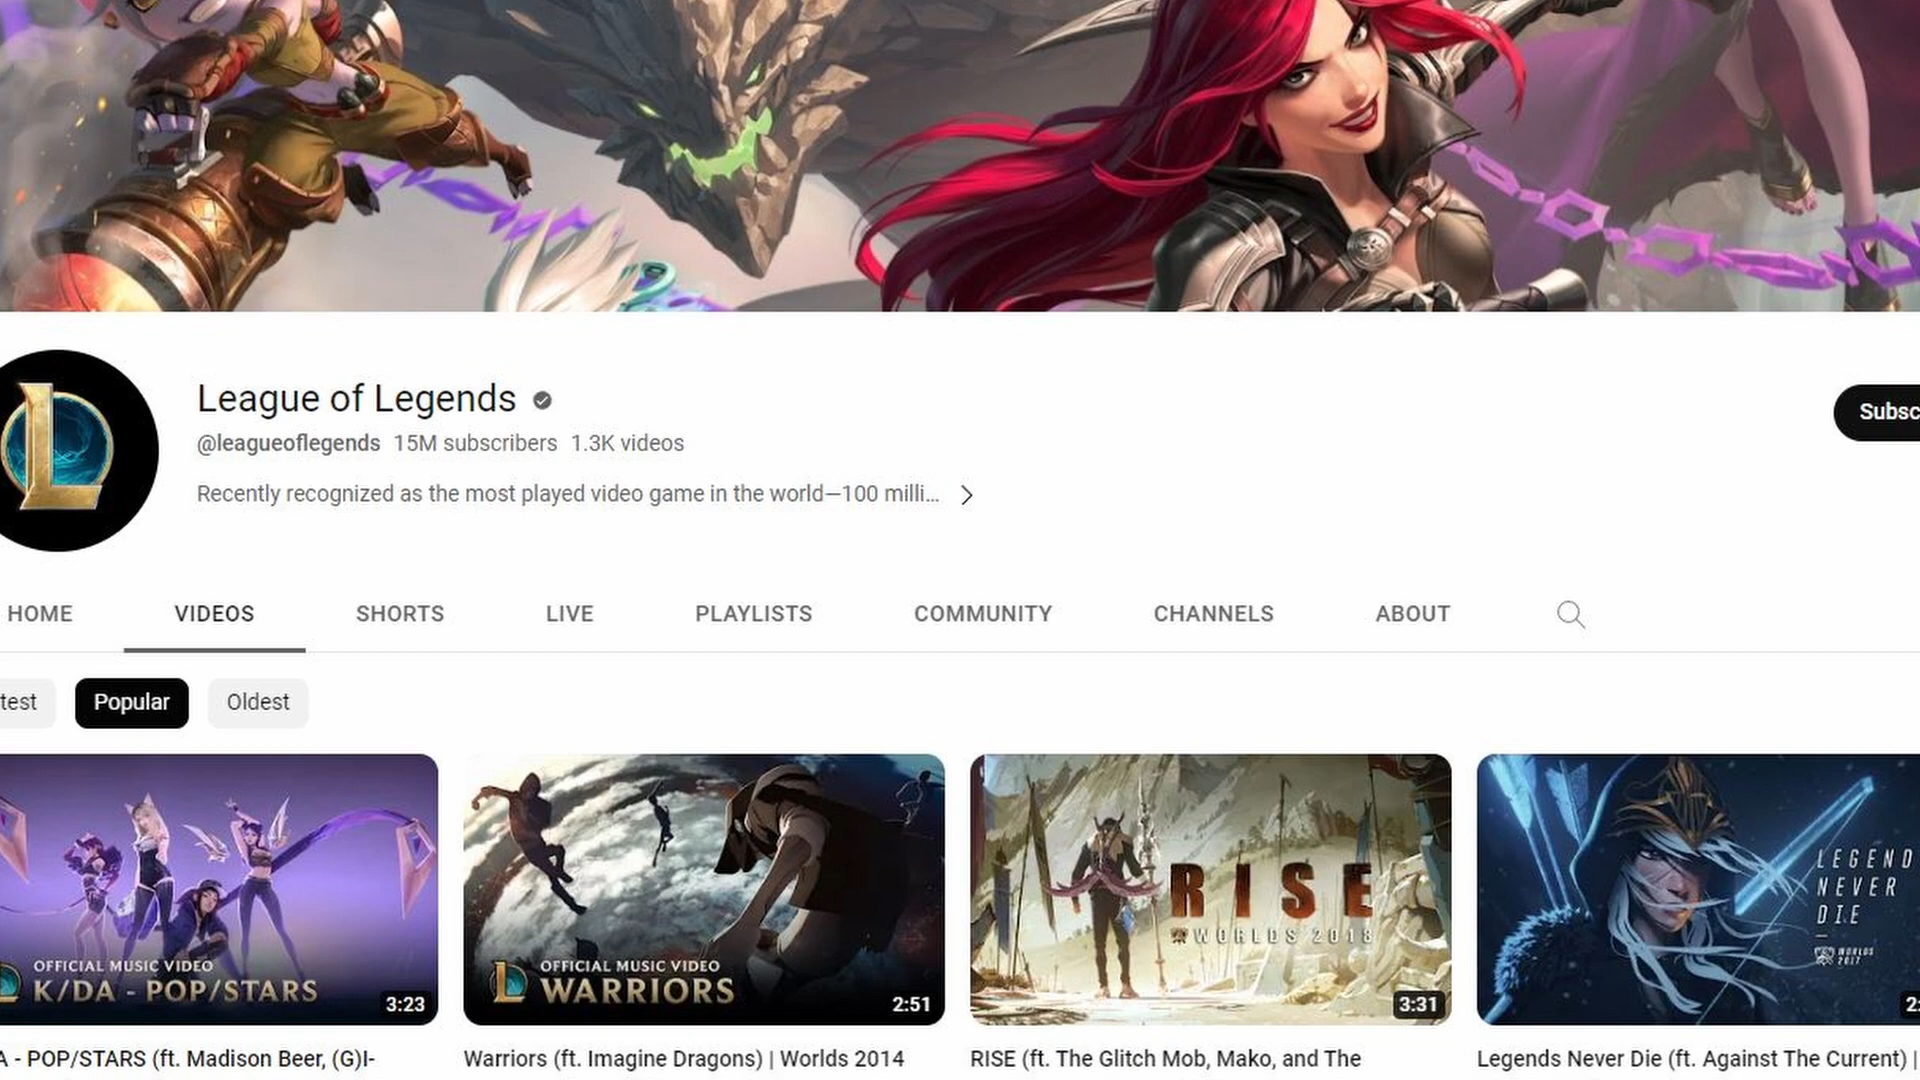 League of Legends
@leagueoflegends 15M subscribers 1.3K videos
Recently recognized as the most played video game in the world—100 milli...
Subsc
HOME VIDEOS SHORTS LIVE PLAYLISTS COMMUNITY CHANNELS ABOUT
test Popular Oldest
OFFICIAL MUSIC VIDEO
K/DA - POP/STARS
3:23
OFFICIAL MUSIC VIDEO
WARRIORS
2:51
RISE
WORLDS 2018
3:31
LEGEND
NEVER
DIE
WORLDS
2017
2:
A - POP/STARS (ft. Madison Beer, (G)I-
Warriors (ft. Imagine Dragons) | Worlds 2014
RISE (ft. The Glitch Mob, Mako, and The
Legends Never Die (ft. Against The Current) |